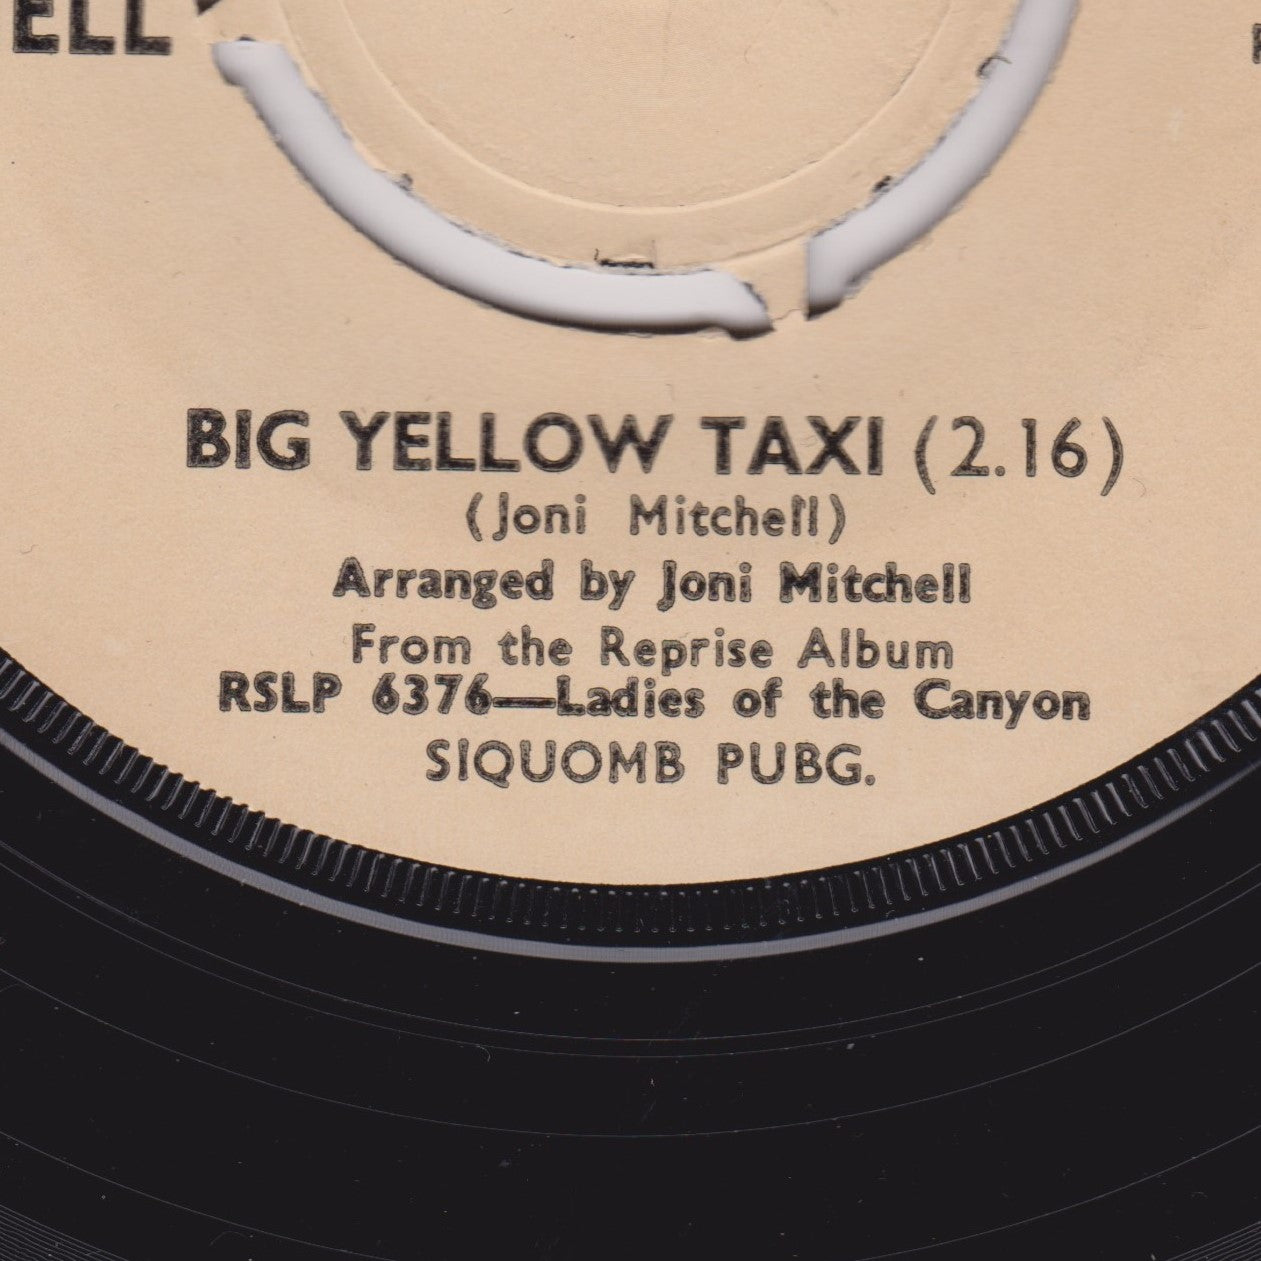 ELL
BIG YELLOW TAXI (2.16)
(Joni Mitchell)
Arranged by Joni Mitchell
From the Reprise Album
RSLP 6376—Ladies of the Canyon
SIQUOMB PUBG.